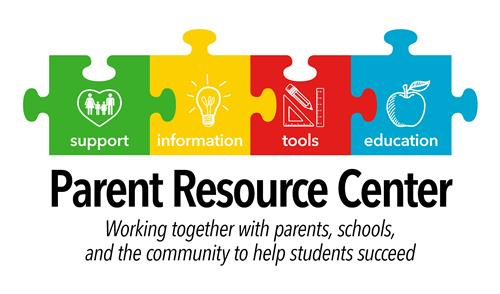 support information tools education
Parent Resource Center
Working together with parents, schools,
and the community to help students succeed